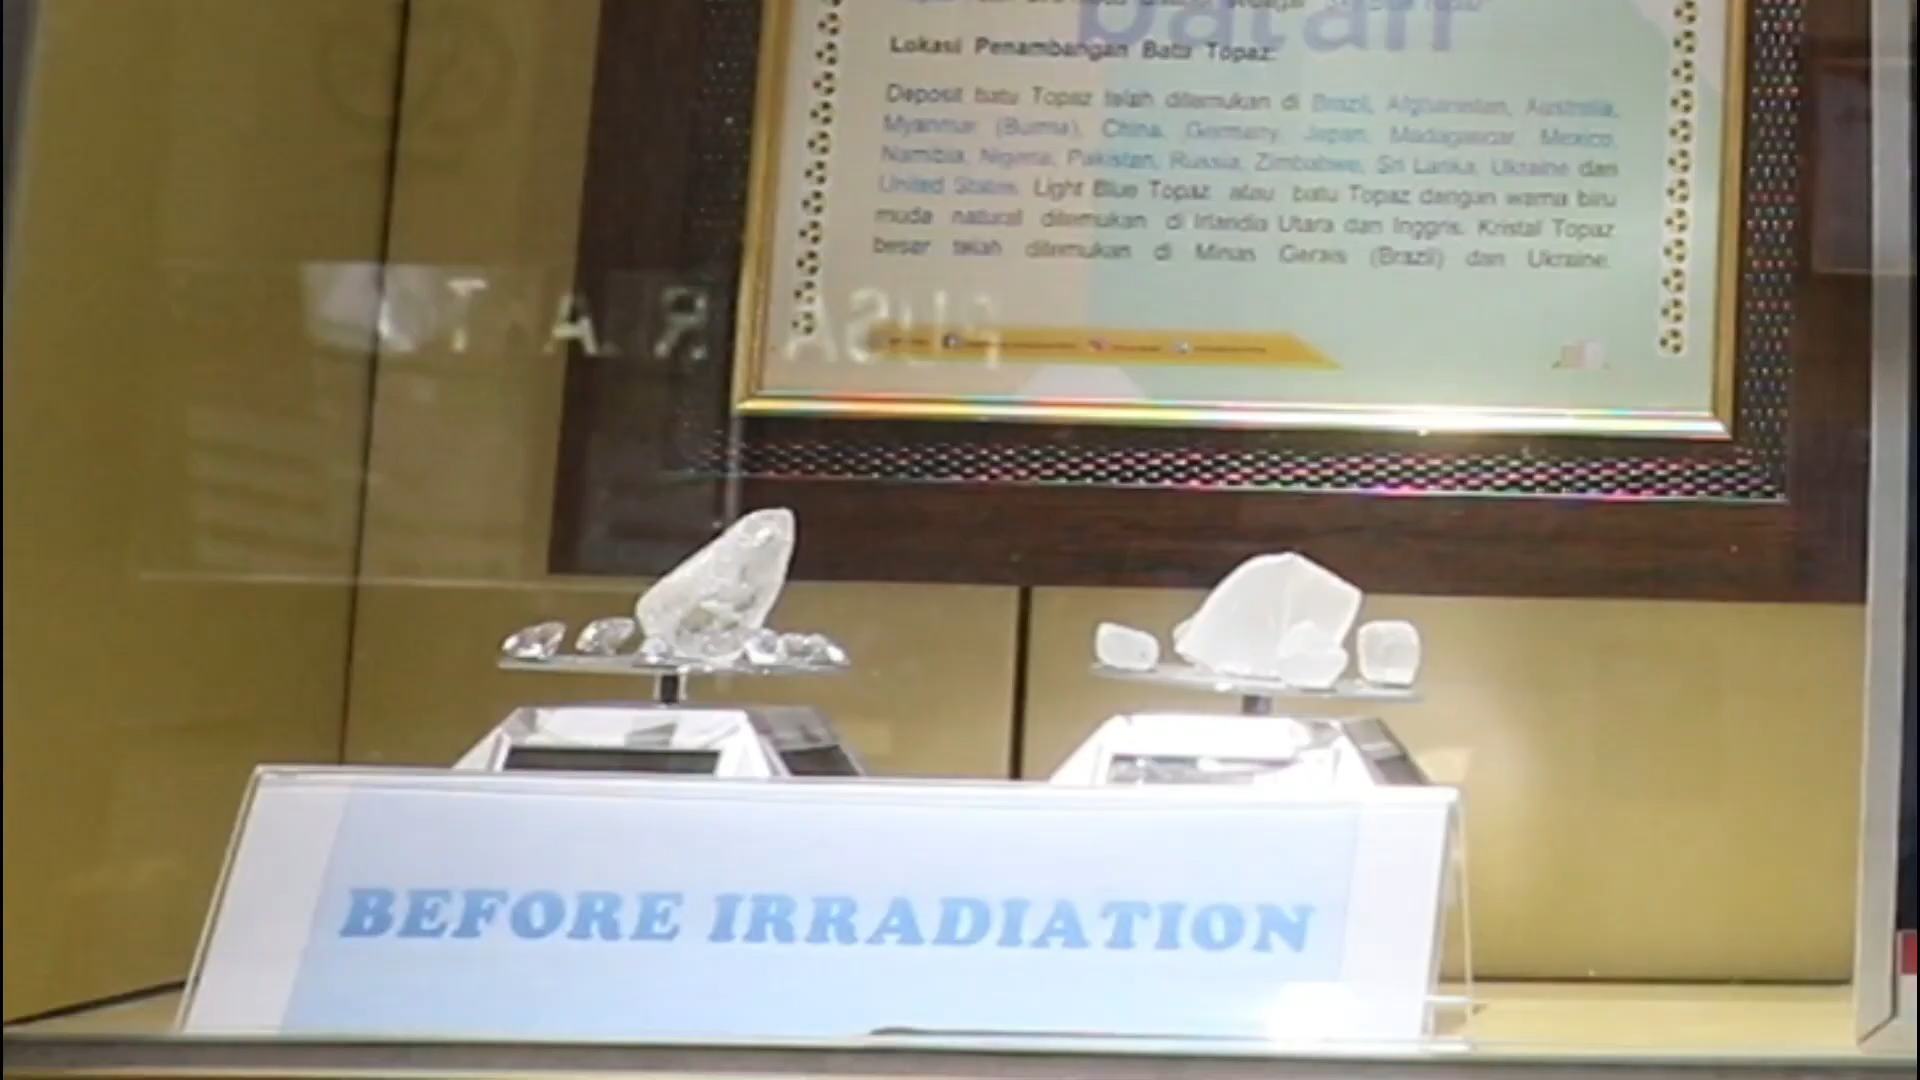 batan
Lokasi Penambangan Batu Topaz:
Deposit batu Topaz telah ditemukan di Brazil, Afghanistan, Australia,
Myanmar (Burma), China, Germany, Japan, Madagascar, Mexico,
Namibia, Nigeria, Pakistan, Russia, Zimbabwe, Sri Lanka, Ukraine dan
United States. Light Blue Topaz atau batu Topaz dengan warna biru
muda natural ditemukan di Irlandia Utara dan Inggris. Kristal Topaz
besar telah ditemukan di Minas Gerais (Brazil) dan Ukraine.
BEFORE IRRADIATION